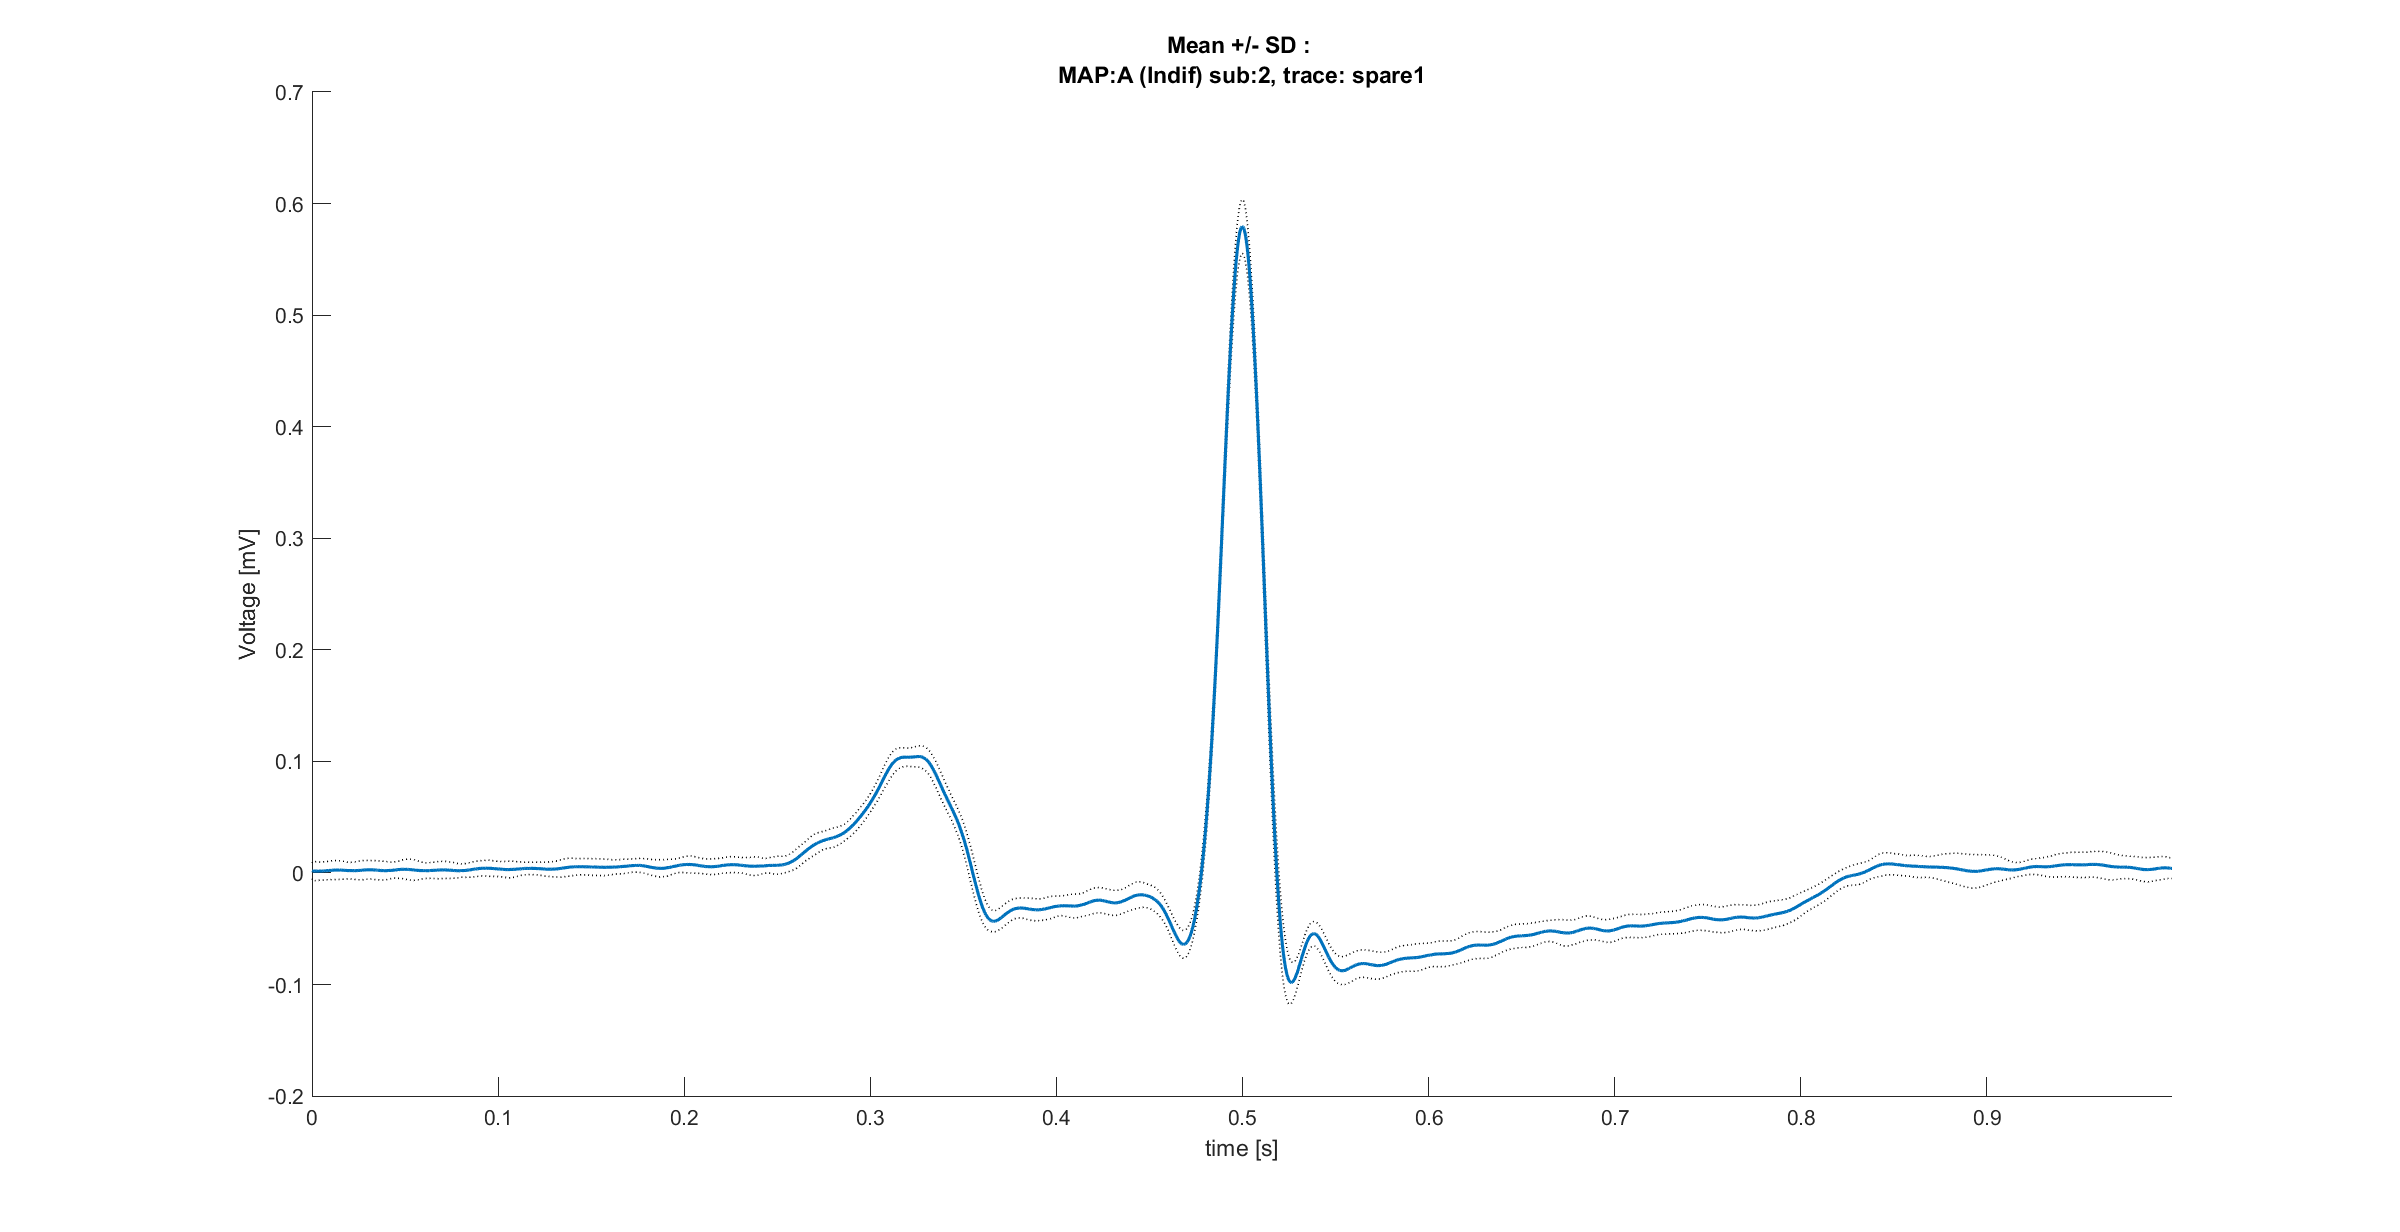 Mean +/- SD :
MAP:A (Indif) sub:2, trace: spare1
0.7
0.6
0.5
0.4
0.3
0.2
0.1
0
-0.1
-0.2
Voltage [mV]
0 0.1 0.2 0.3 0.4 0.5 0.6 0.7 0.8 0.9
time [s]